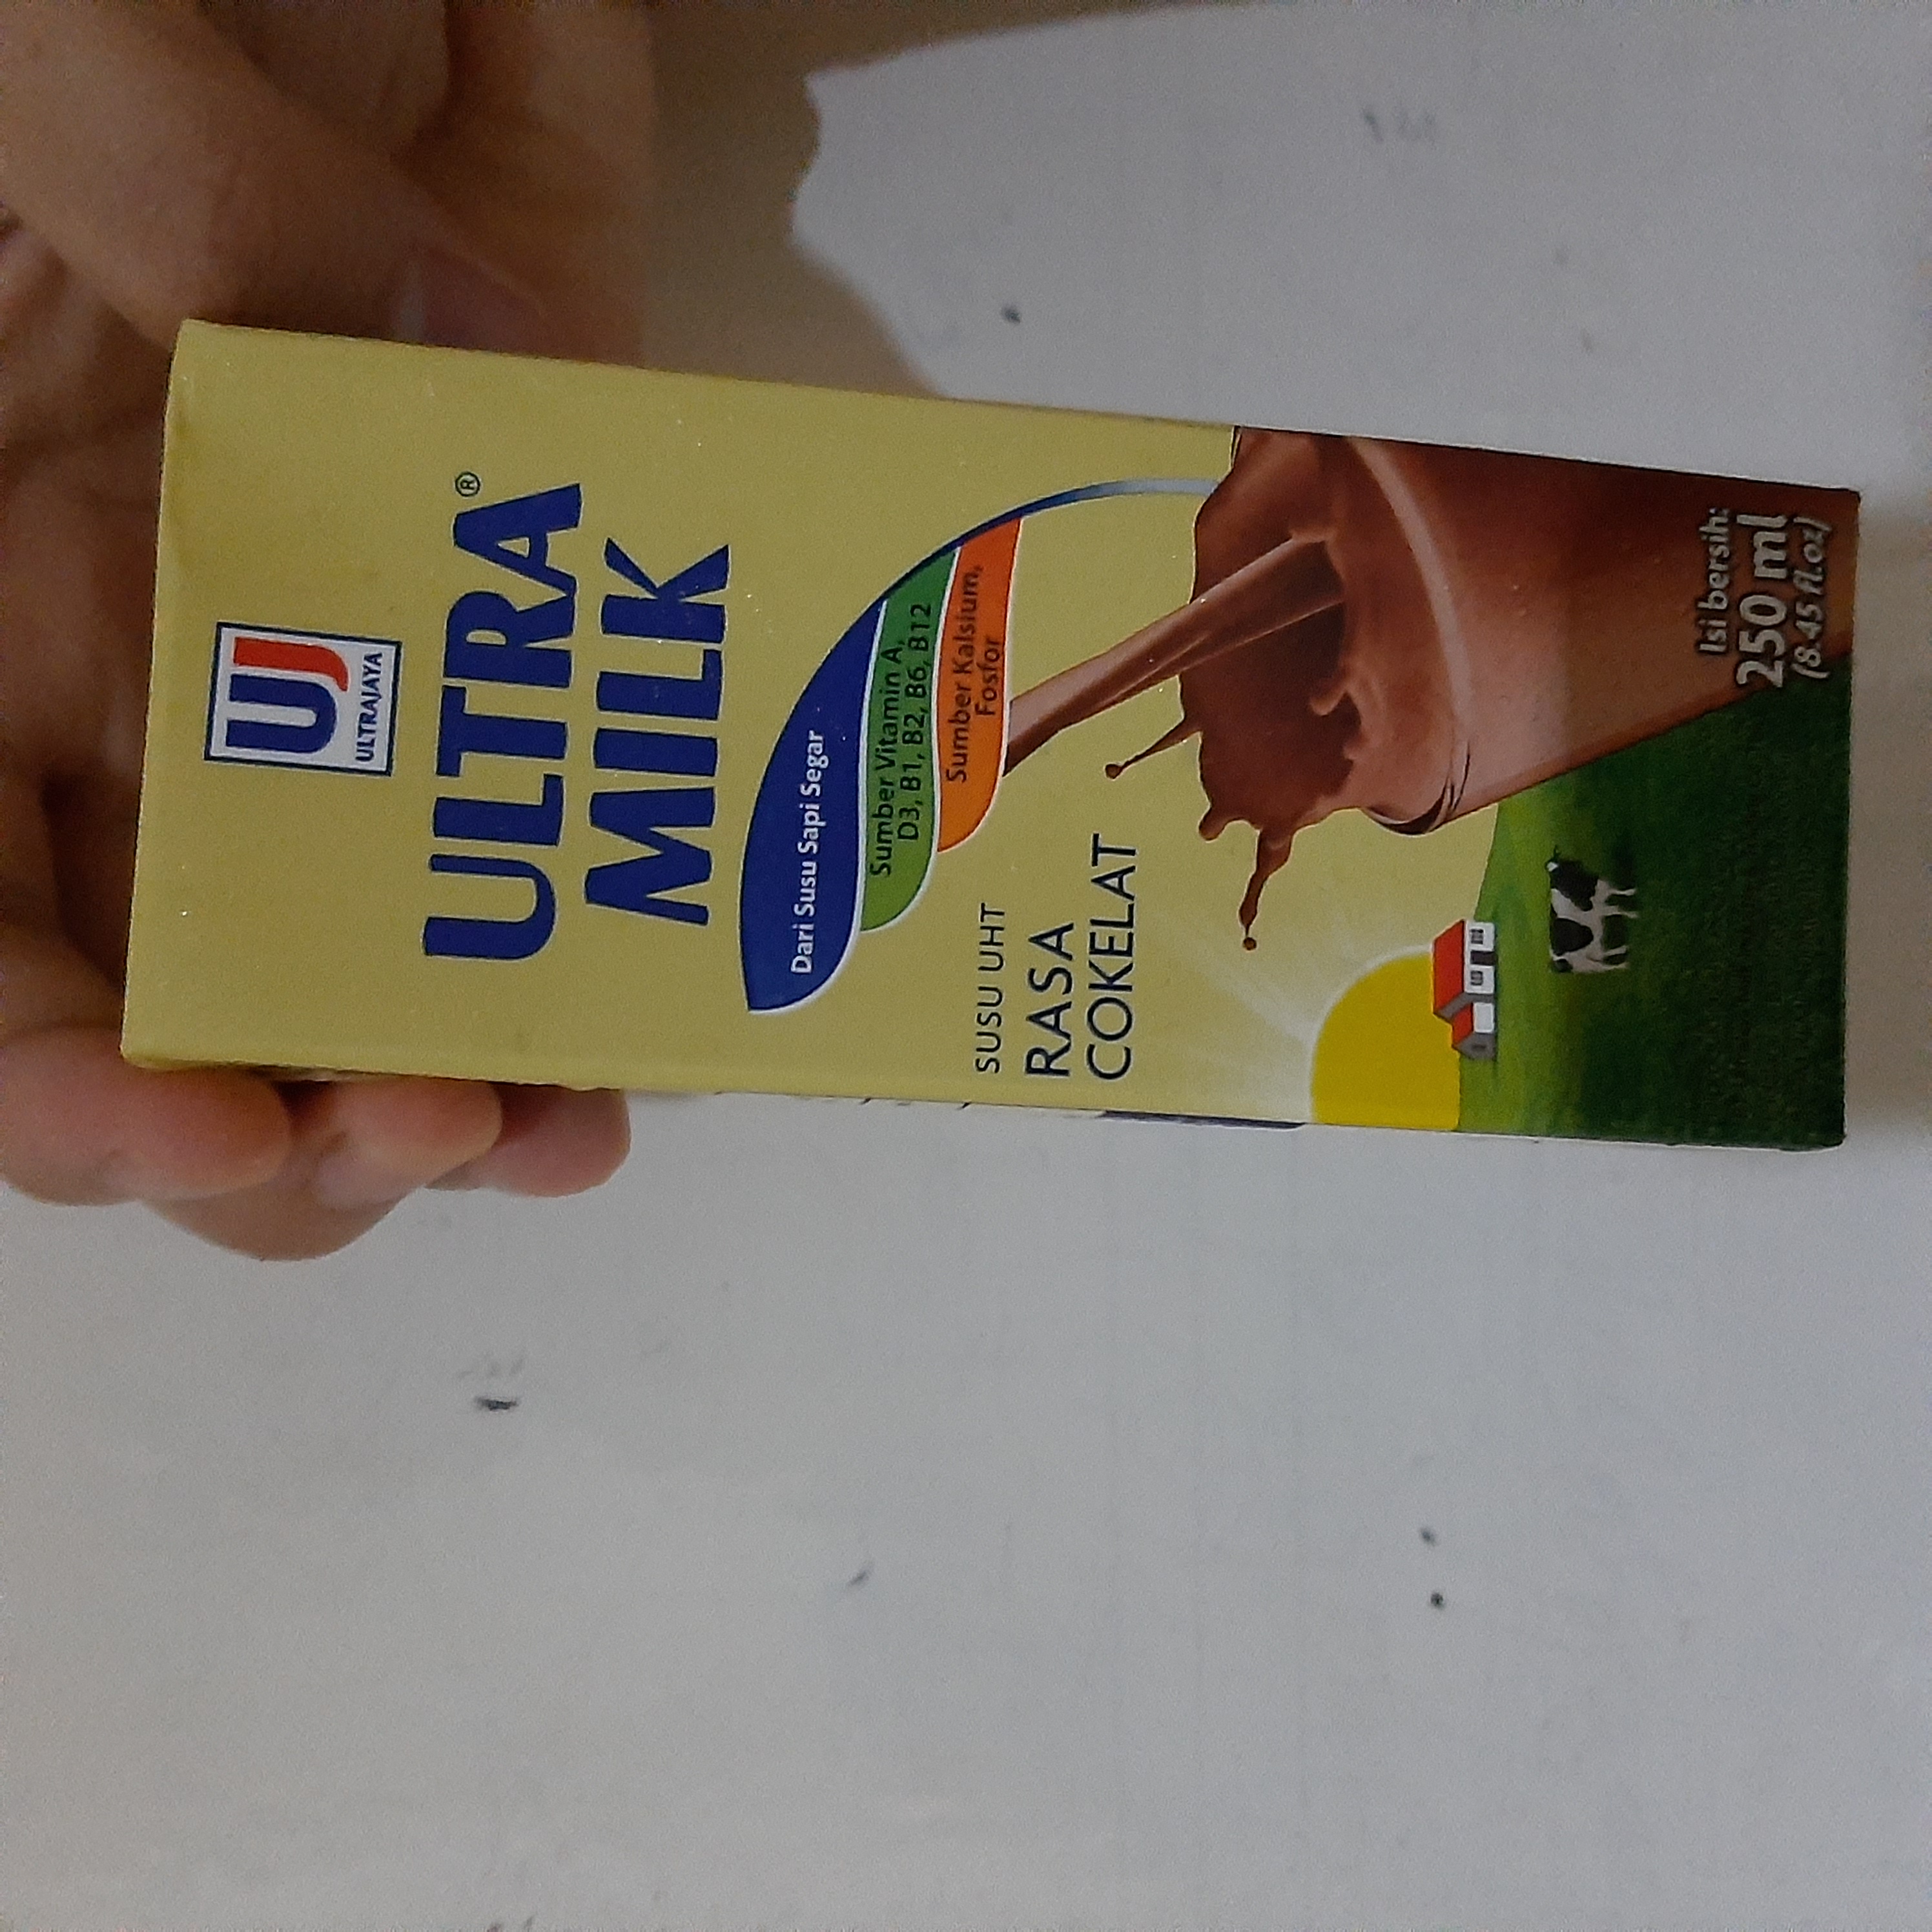 UJ
ULTRAJAYA
ULTRA®
MILK
Dari Susu Sapi Segar
Sumber Vitamin A,
D3, B1, B2, B6, B12
Sumber Kalsium,
Fosfor
SUSU UHT
RASA
COKELAT
Isi bersih:
250 ml
(8.45 fl.oz)